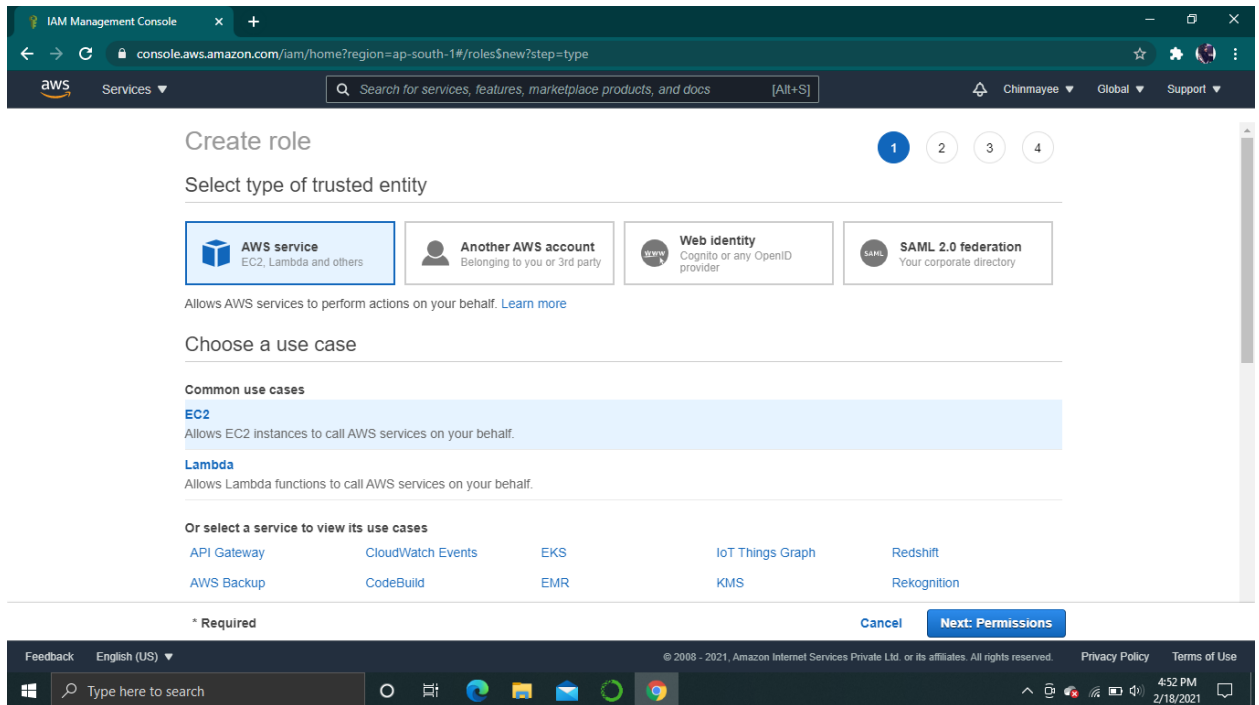 IAM Management Console
console.aws.amazon.com/iam/home?region=ap-south-1#/roles$new?step=type
aws Services Search for services, features, marketplace products, and docs [Alt+S] Chinmayee Global Support
Create role 1 2 3 4
Select type of trusted entity
AWS service
EC2, Lambda and others
Another AWS account
Belonging to you or 3rd party
www
Web identity
Cognito or any OpenID
provider
SAML
SAML 2.0 federation
Your corporate directory
Allows AWS services to perform actions on your behalf. Learn more
Choose a use case
Common use cases
EC2
Allows EC2 instances to call AWS services on your behalf.
Lambda
Allows Lambda functions to call AWS services on your behalf.
Or select a service to view its use cases
API Gateway CloudWatch Events EKS IoT Things Graph Redshift
AWS Backup CodeBuild EMR KMS Rekognition
* Required Cancel Next: Permissions
Feedback English (US) © 2008 - 2021, Amazon Internet Services Private Ltd. or its affiliates. All rights reserved. Privacy Policy Terms of Use
Type here to search 4:52 PM
2/18/2021